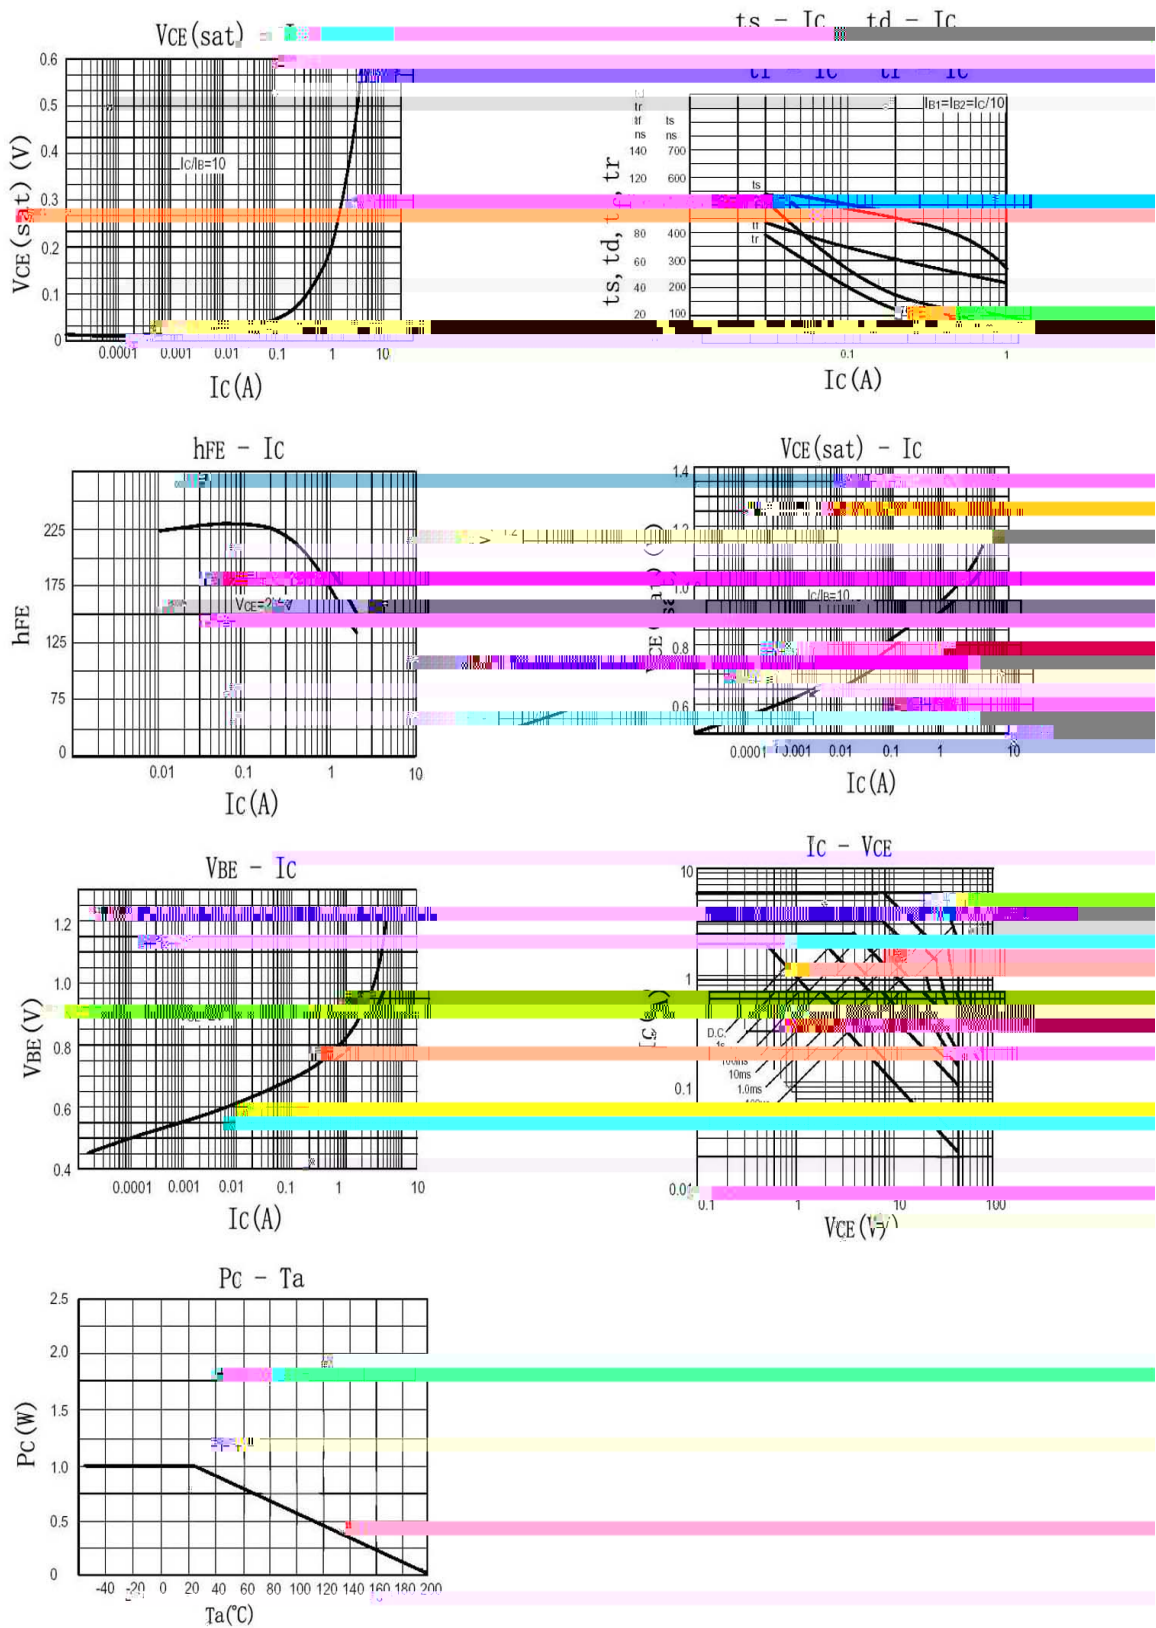 VCE(sat)
0.6
0.5
0.4
0.3
0.2
0.1
0
VCE(sat) (V)
IC/IB=10
0.0001 0.001 0.01 0.1 1 10
IC(A)
ts - IC td - IC
IB1=IB2=IC/10
tr
tf ts
ns ns
140 700
120 600
80 400
60 300
40 200
20 100
ts, td, tf, tr
ts
tf
tr
0.1 1
IC(A)
hFE - IC
225
175
125
75
0
hFE
0.01 0.1 1 10
IC(A)
VCE(sat) - IC
1.4
1.2
1.0
0.8
0.6
IC/IB=10
0.0001 0.001 0.01 0.1 1 10
IC(A)
VBE - IC
1.2
1.0
0.8
0.6
0.4
VBE(V)
0.0001 0.001 0.01 0.1 1 10
IC(A)
IC - VCE
10
1
0.1
0.01
D.C.
100ms
10ms
1.0ms
0.1 1 10 100
VCE(V)
PC - Ta
2.5
2.0
1.5
1.0
0.5
0
PC(W)
-40 -20 0 20 40 60 80 100 120 140 160 180 200
Ta(°C)